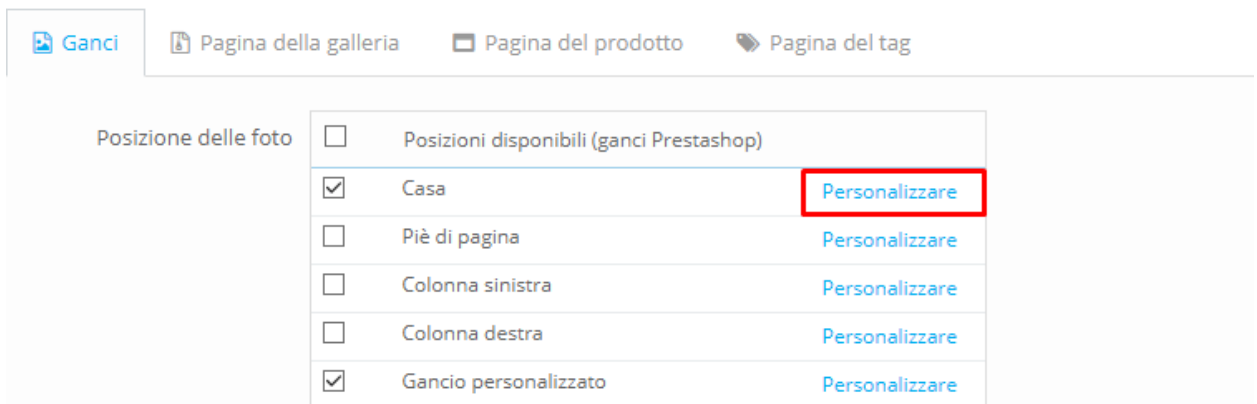 Ganci Pagina della galleria Pagina del prodotto Pagina del tag
Posizione delle foto Posizioni disponibili (ganci Prestashop)
Casa Personalizzare
Piè di pagina Personalizzare
Colonna sinistra Personalizzare
Colonna destra Personalizzare
Gancio personalizzato Personalizzare